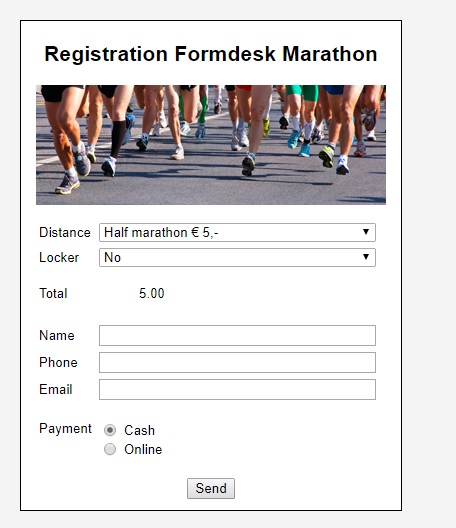 Registration Formdesk Marathon
Distance Half marathon € 5,-
Locker No
Total 5.00
Name
Phone
Email
Payment Cash
Online
Send